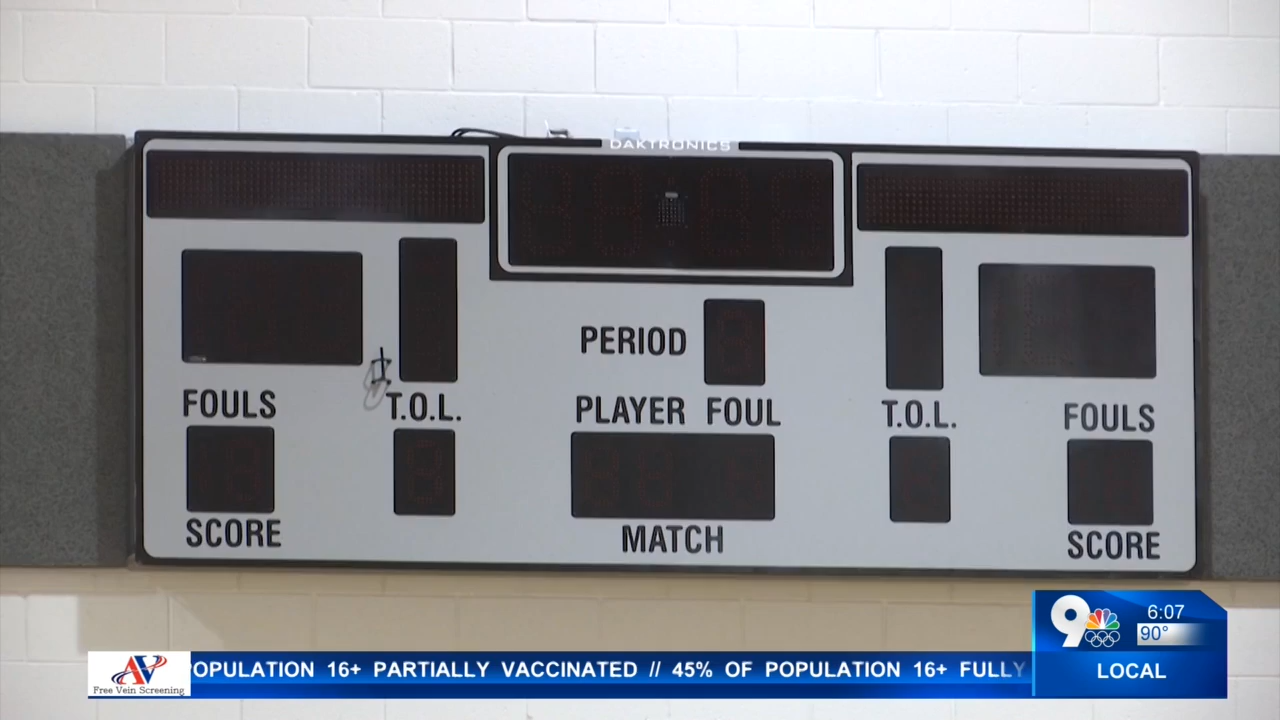 DAKTRONICS
PERIOD
FOULS T.O.L. PLAYER FOUL T.O.L. FOULS
SCORE MATCH SCORE
9 6:07
90°
LOCAL
AV
Free Vein Screening
OPULATION 16+ PARTIALLY VACCINATED // 45% OF POPULATION 16+ FULLY